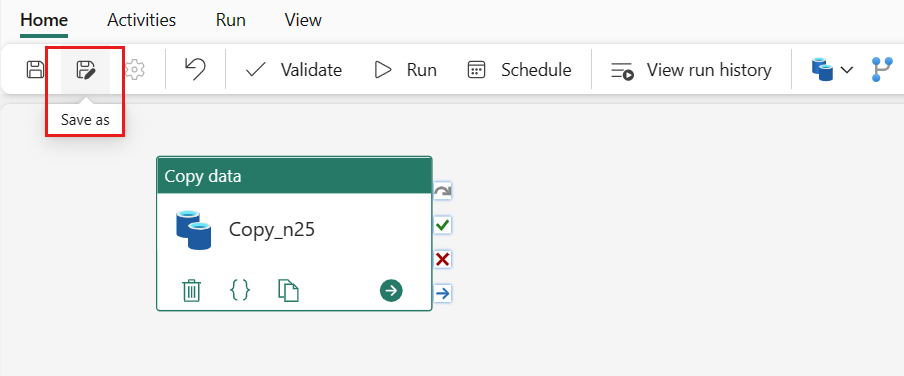 Home Activities Run View
Validate Run Schedule View run history
Save as
Copy data
Copy_n25
{}